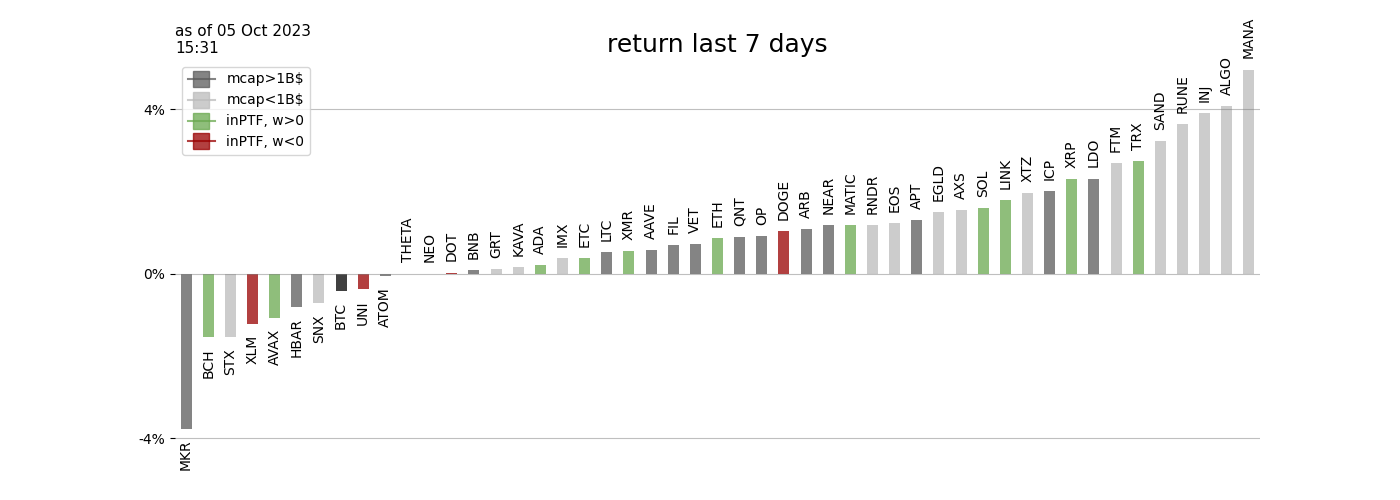 as of 05 Oct 2023
15:31
return last 7 days
mcap>1B$
mcap<1B$
inPTF, w>0
inPTF, w<0
4%
0%
-4%
MKR
BCH
STX
XLM
AVAX
HBAR
SNX
BTC
UNI
ATOM
THETA
NEO
DOT
BNB
GRT
KAVA
ADA
IMX
ETC
LTC
XMR
AAVE
FIL
VET
ETH
QNT
OP
DOGE
ARB
NEAR
MATIC
RNDR
EOS
APT
EGLD
AXS
SOL
LINK
XTZ
ICP
XRP
LDO
FTM
TRX
SAND
RUNE
INJ
ALGO
MANA